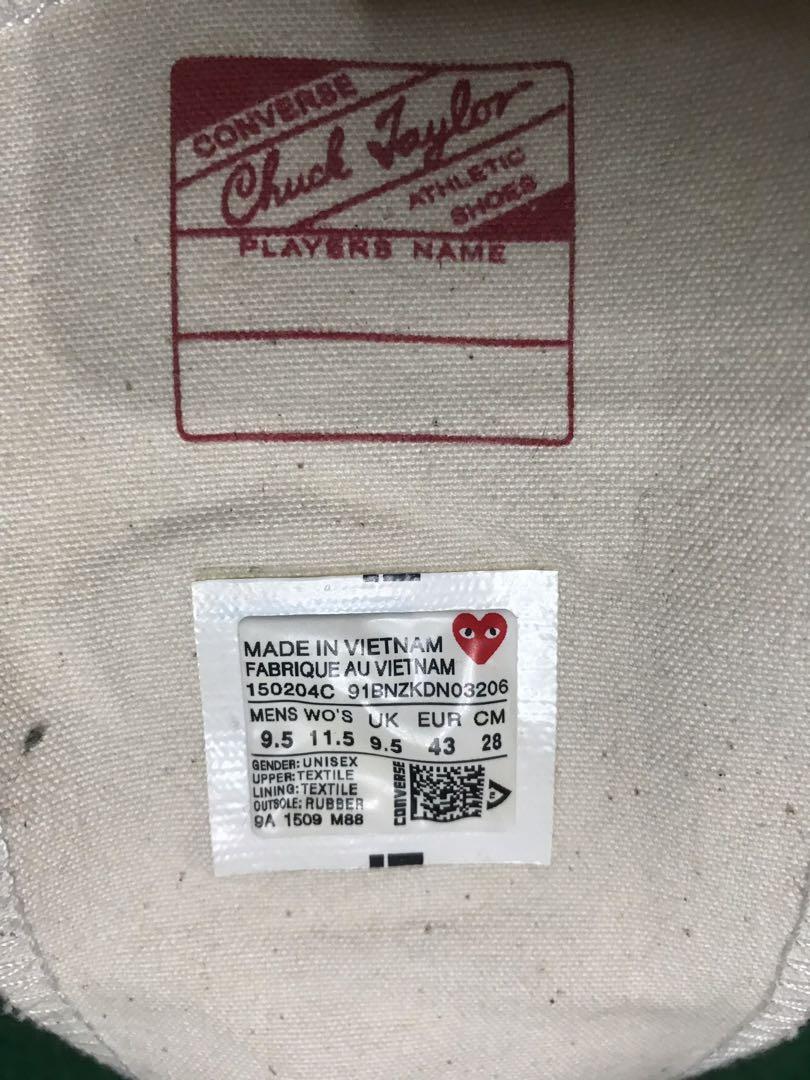 CONVERSE
Chuck Taylor
ATHLETIC
SHOES
PLAYERS NAME
MADE IN VIETNAM
FABRIQUE AU VIETNAM
150204C 91BNZKDN03206
MENS WO'S UK EUR CM
9.5 11.5 9.5 43 28
GENDER: UNISEX
UPPER: TEXTILE
LINING: TEXTILE
OUTSOLE: RUBBER
9A 1509 M88
CONVERSE